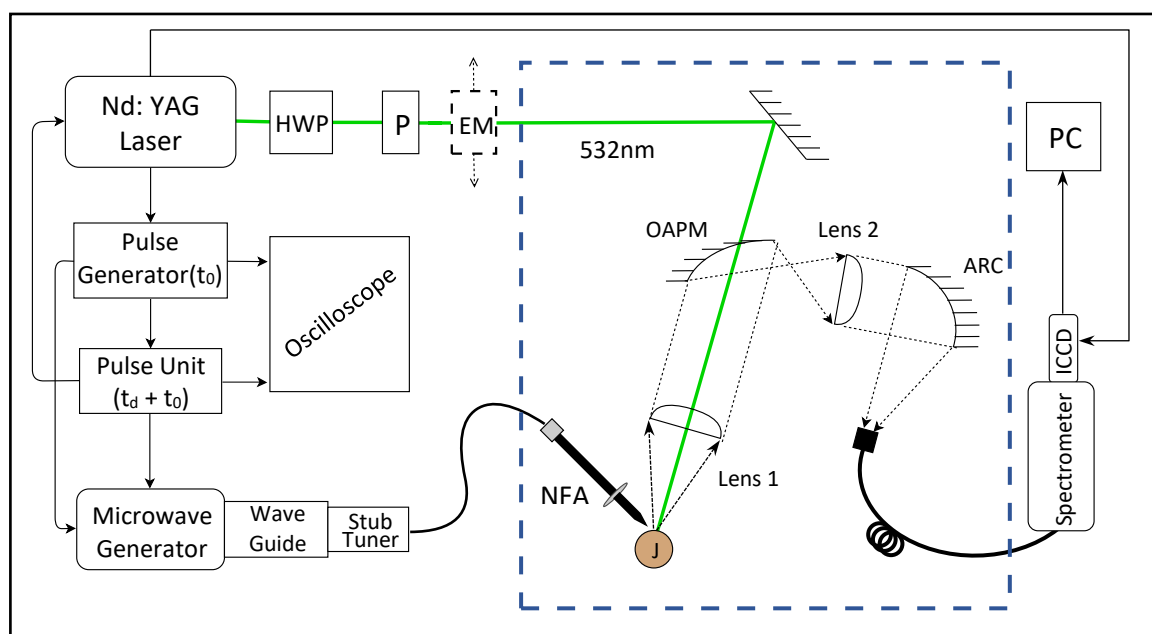 Nd: YAG
Laser
HWP
P
EM
532nm
PC
Pulse
Generator(t₀)
Oscilloscope
OAPM
Lens 2
ARC
Pulse Unit
(t_d + t₀)
ICCD
Spectrometer
NFA
Lens 1
Microwave
Generator
Wave
Guide
Stub
Tuner
J